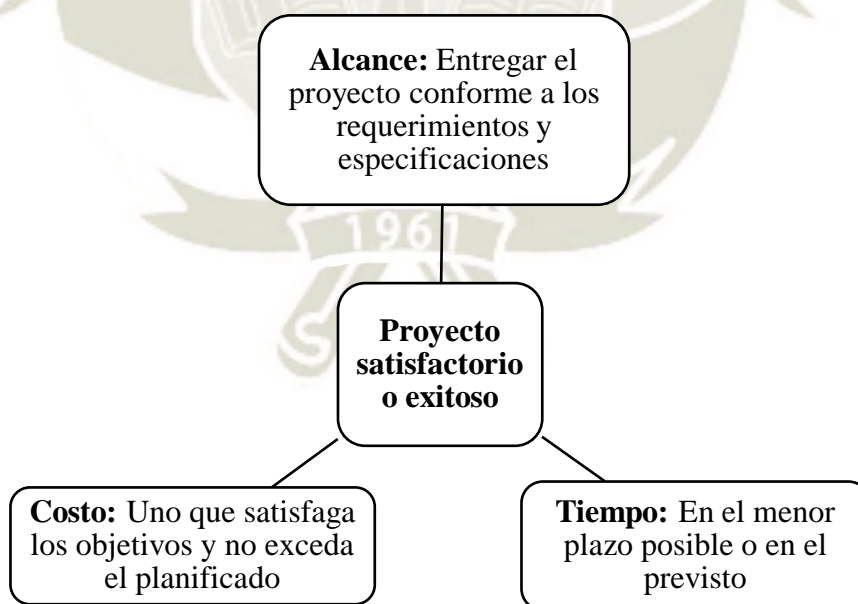 Alcance: Entregar el
proyecto conforme a los
requerimientos y
especificaciones
1961
Proyecto
satisfactorio
o exitoso
Costo: Uno que satisfaga
los objetivos y no exceda
el planificado
Tiempo: En el menor
plazo posible o en el
previsto